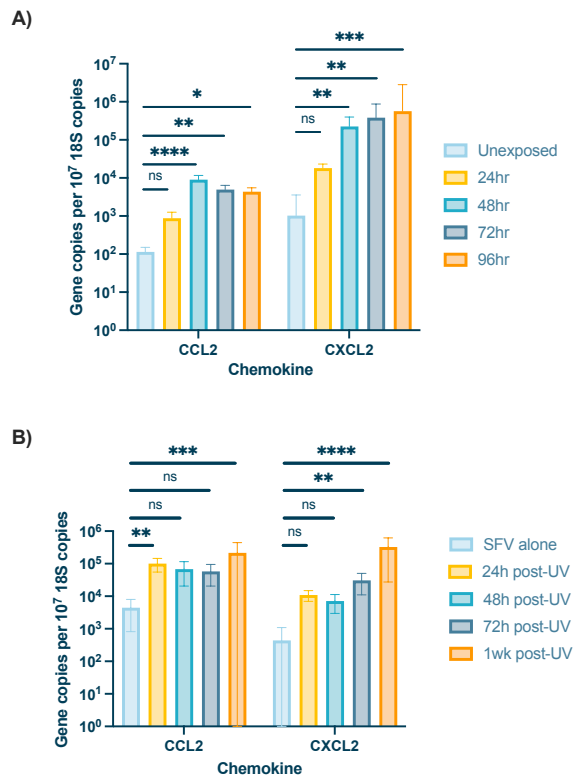 A)
Gene copies per 10⁷ 18S copies
10⁷
10⁶
10⁵
10⁴
10³
10²
10¹
10⁰
*
**
****
ns
***
**
**
ns
CCL2
CXCL2
Chemokine
Unexposed
24hr
48hr
72hr
96hr
B)
Gene copies per 10⁷ 18S copies
10⁶
10⁵
10⁴
10³
10²
10¹
10⁰
***
ns
ns
**
****
**
ns
ns
CCL2
CXCL2
Chemokine
SFV alone
24h post-UV
48h post-UV
72h post-UV
1wk post-UV